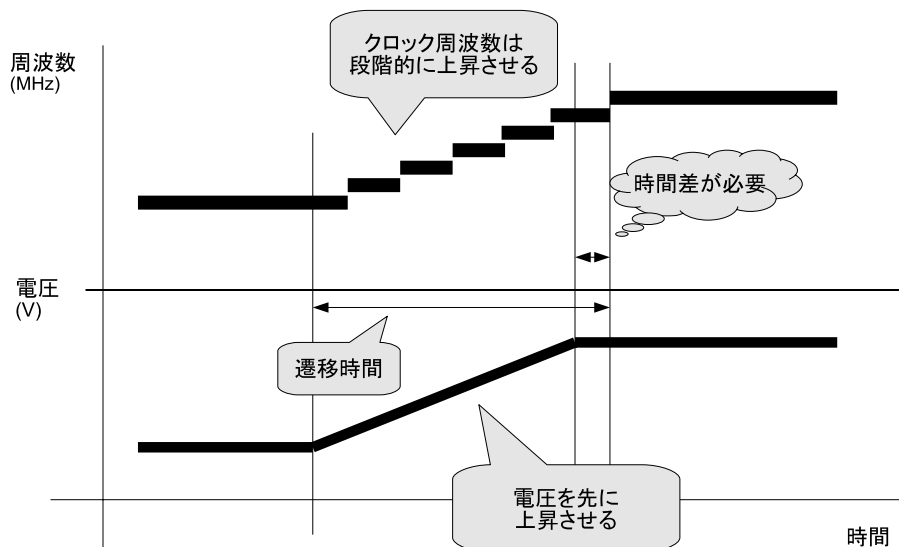 クロック周波数は
段階的に上昇させる
周波数
(MHz)
時間差が必要
電圧
(V)
遷移時間
電圧を先に
上昇させる
時間